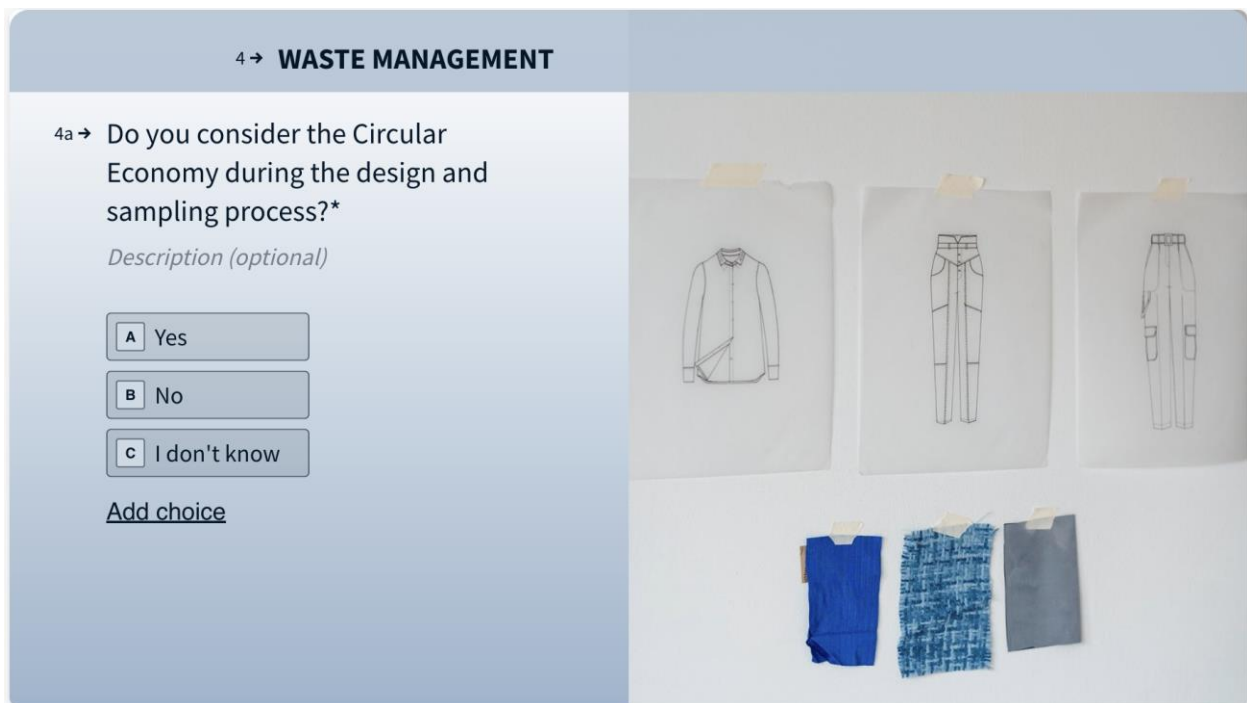 4 → WASTE MANAGEMENT
4a → Do you consider the Circular
Economy during the design and
sampling process?*
Description (optional)
A Yes
B No
C I don't know
Add choice